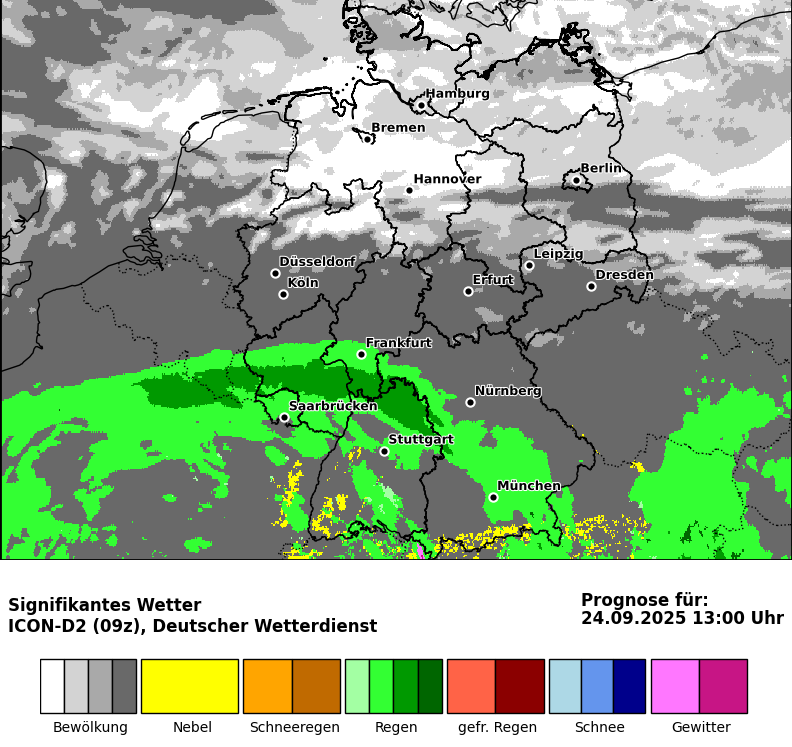 Hamburg
Bremen
Berlin
Hannover
Leipzig
Düsseldorf
Dresden
Köln
Erfurt
Frankfurt
Nürnberg
Saarbrücken
Stuttgart
München
Signifikantes Wetter
ICON-D2 (09z), Deutscher Wetterdienst
Prognose für:
24.09.2025 13:00 Uhr
Bewölkung
Nebel
Schneeregen
Regen
gefr. Regen
Schnee
Gewitter